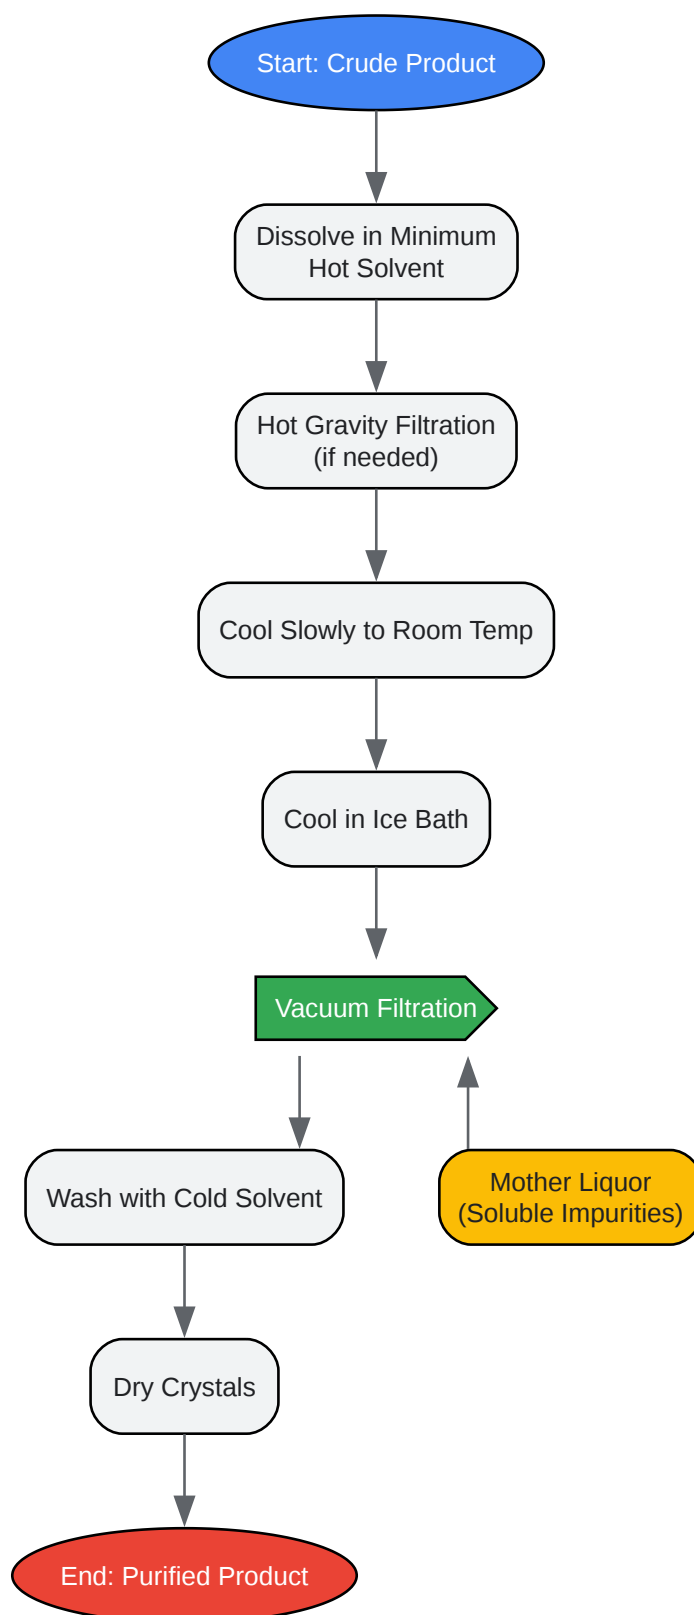 Start: Crude Product
Dissolve in Minimum
Hot Solvent
Hot Gravity Filtration
(if needed)
Cool Slowly to Room Temp
Cool in Ice Bath
Vacuum Filtration
Wash with Cold Solvent
Mother Liquor
(Soluble Impurities)
Dry Crystals
End: Purified Product